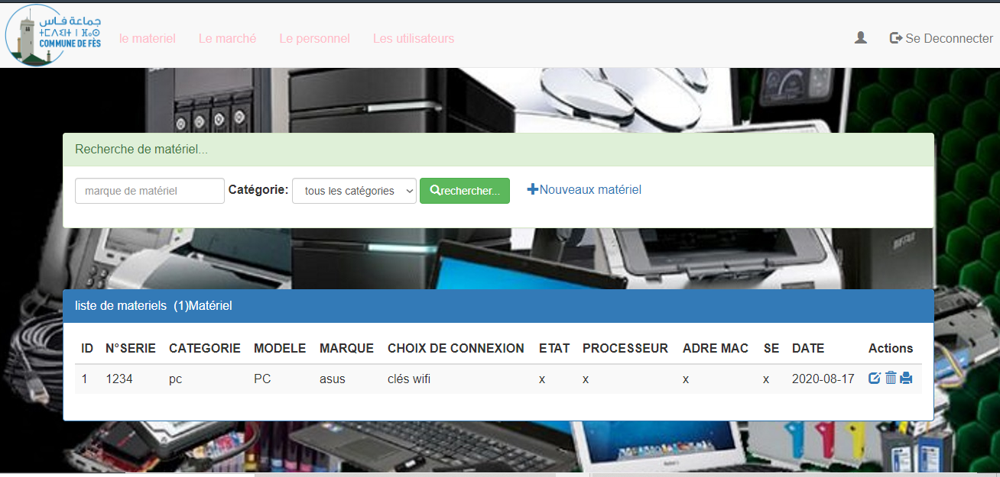 جماعة فاس
ⵜⵉⵎⴷⵉⵏⵜ ⵏ ⴼⴰⵙ
COMMUNE DE FÈS
le materiel Le marché Le personnel Les utilisateurs Se Deconnecter
Recherche de matériel...
marque de matériel Catégorie: tous les catégories rechercher... Nouveaux matériel
BUFFALO
liste de materiels (1)Matériel
ID N°SERIE CATEGORIE MODELE MARQUE CHOIX DE CONNEXION ETAT PROCESSEUR ADRE MAC SE DATE Actions
1 1234 pc PC asus clés wifi x x x x 2020-08-17